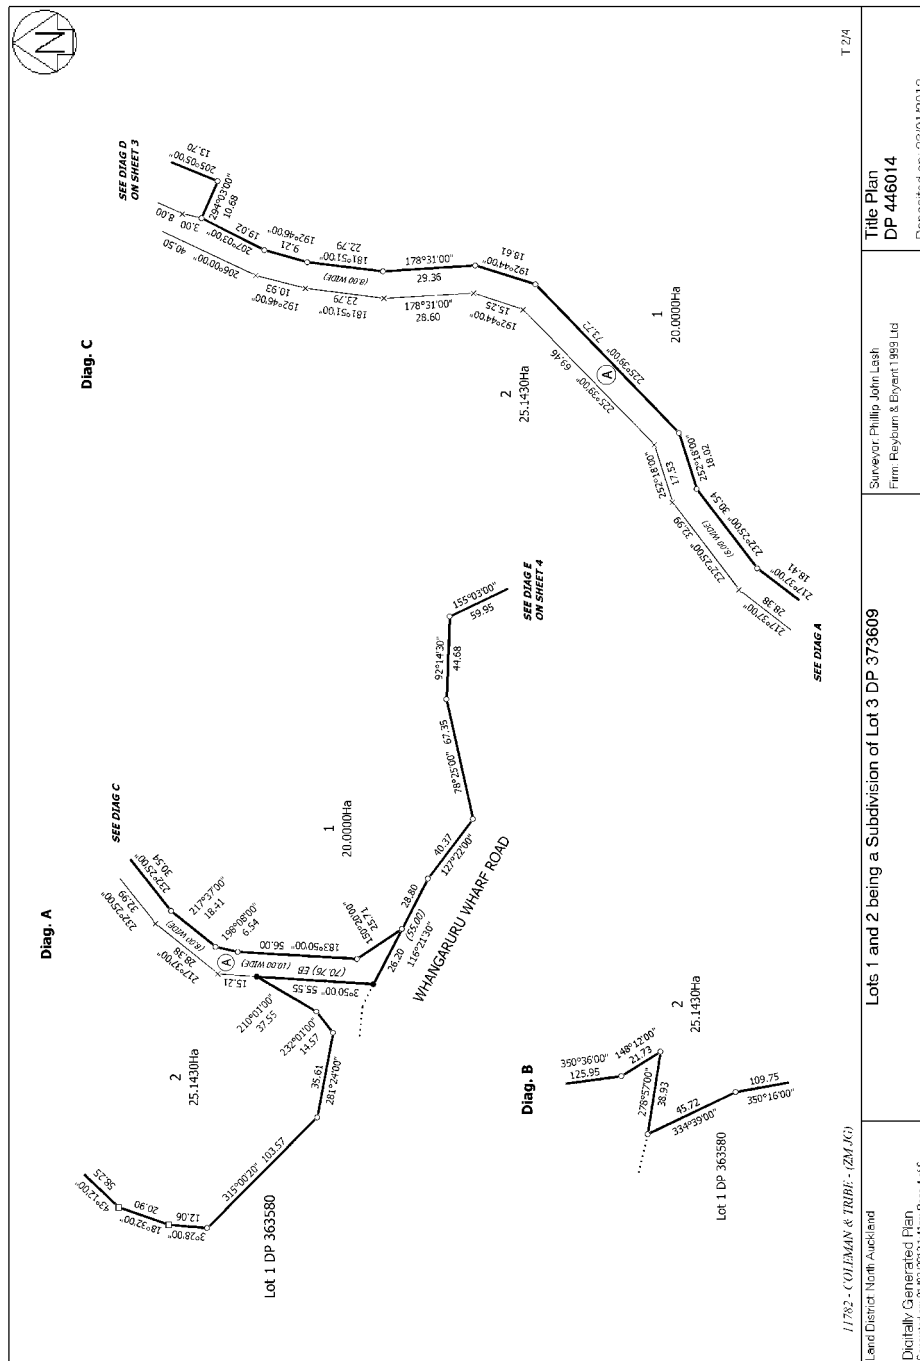 N
Diag. A
SEE DIAG C
232°25'00" 32.99
232°25'00" 30.54
217°37'00" 28.38
(8.00 WIDE)
217°37'00"
18.41
198°08'00"
6.54
A
15.21
183°50'00" 56.00
(70.76) EB (10.00 WIDE)
3°50'00" 55.55
150°20'00" 25.71
210°01'00"
37.55
232°01'00"
14.57
35.61
281°24'00"
315°00'20" 103.57
3°28'00" 12.06
18°32'00" 20.90
43°12'00" 58.25
2
25.1430Ha
1
20.0000Ha
Lot 1 DP 363580
26.20
28.80
(55.00)
116°21'30"
40.37
127°22'00"
78°25'00" 67.35
92°14'30"
44.68
155°03'00"
59.95
SEE DIAG E
ON SHEET 4
WHANGARURU WHARF ROAD
Diag. B
350°36'00"
125.95
148°12'00"
21.73
278°57'00"
38.93
45.72
334°39'00"
109.75
350°16'00"
2
25.1430Ha
Lot 1 DP 363580
Diag. C
SEE DIAG D
ON SHEET 3
205°05'00"
13.70
294°03'00"
10.68
8.00
3.00
207°03'00" 19.02
206°00'00" 40.50
192°46'00" 9.21
192°46'00" 10.93
181°51'00"
22.79
(8.00 WIDE)
23.79
181°51'00"
178°31'00"
29.36
178°31'00"
28.60
192°44'00" 18.61
192°44'00" 15.25
225°39'00" 73.72
225°39'00" 69.46
A
2
25.1430Ha
1
20.0000Ha
252°18'00"
17.53
252°18'00"
18.02
232°25'00" 32.99
232°25'00" 30.54
(8.00 WIDE)
217°37'00" 28.38
217°37'00"
18.41
SEE DIAG A
11782 - COLEMAN & TRIBE - (ZMJG)
T 2/4
Land District: North Auckland
Digitally Generated Plan
Lots 1 and 2 being a Subdivision of Lot 3 DP 373609
Surveyor: Phillip John Lash
Firm: Reyburn & Bryant 1999 Ltd
Title Plan
DP 446014